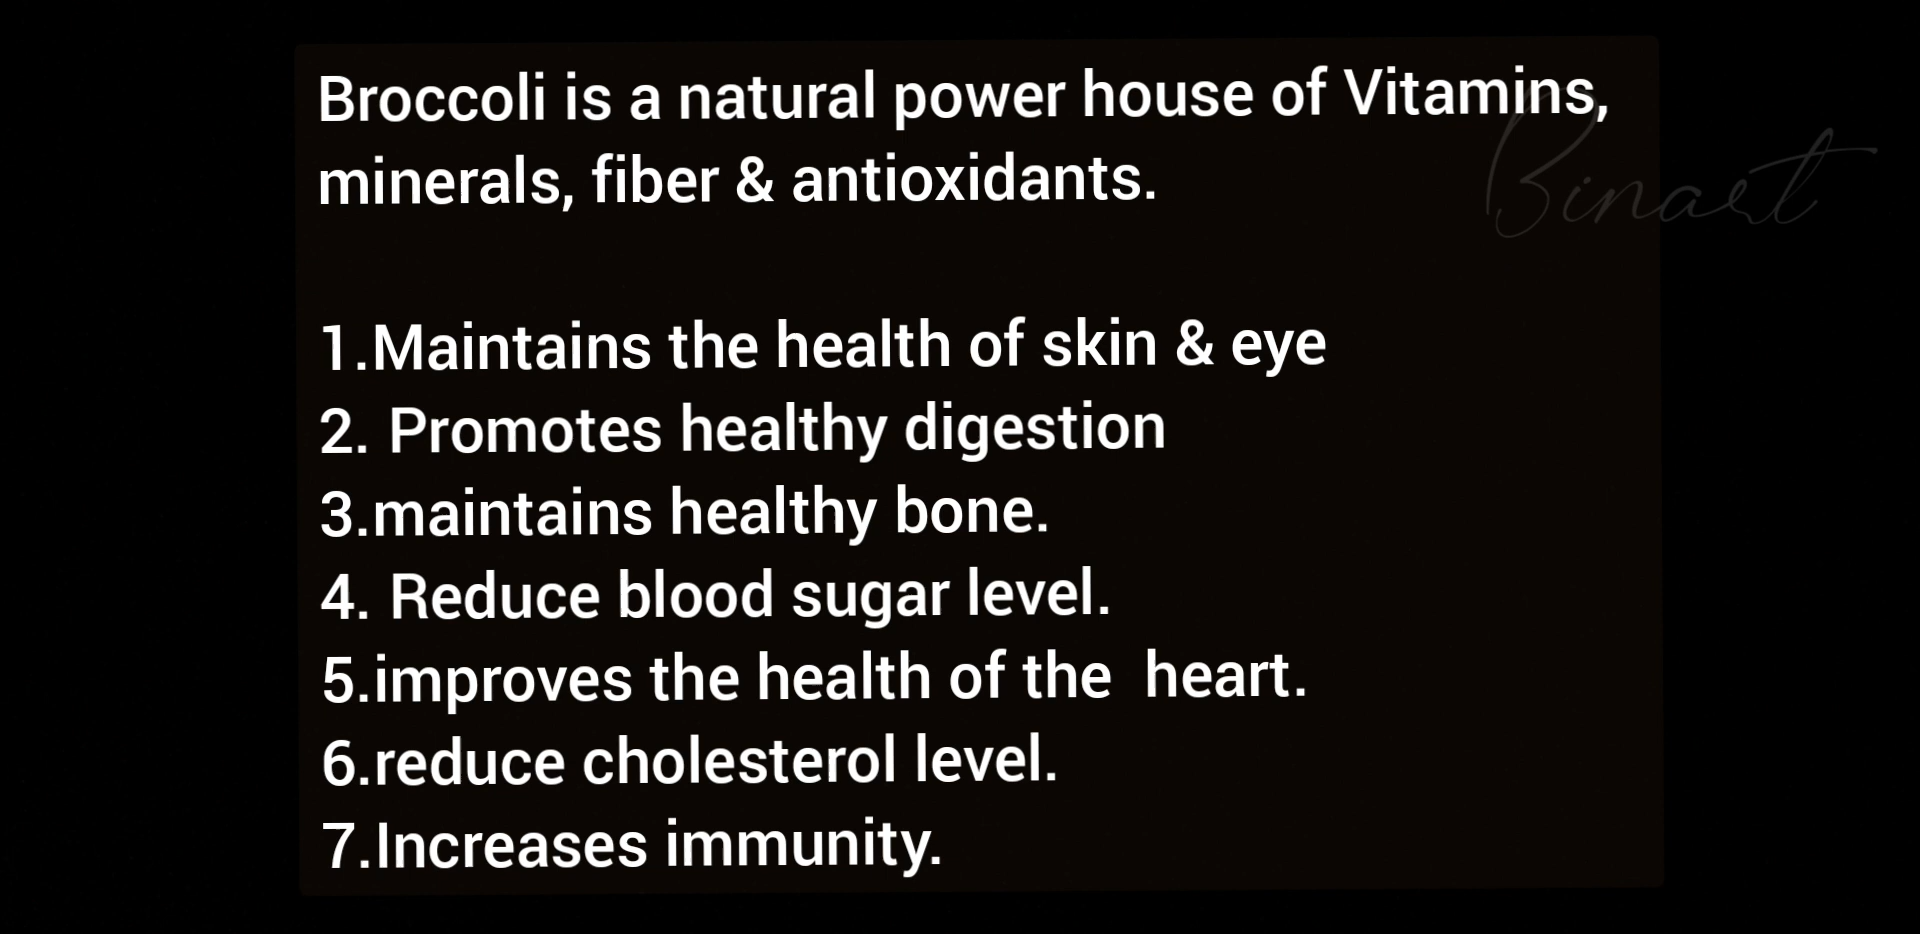 Broccoli is a natural power house of Vitamins,
minerals, fiber & antioxidants.
Binart
1.Maintains the health of skin & eye
2. Promotes healthy digestion
3.maintains healthy bone.
4. Reduce blood sugar level.
5.improves the health of the  heart.
6.reduce cholesterol level.
7.Increases immunity.